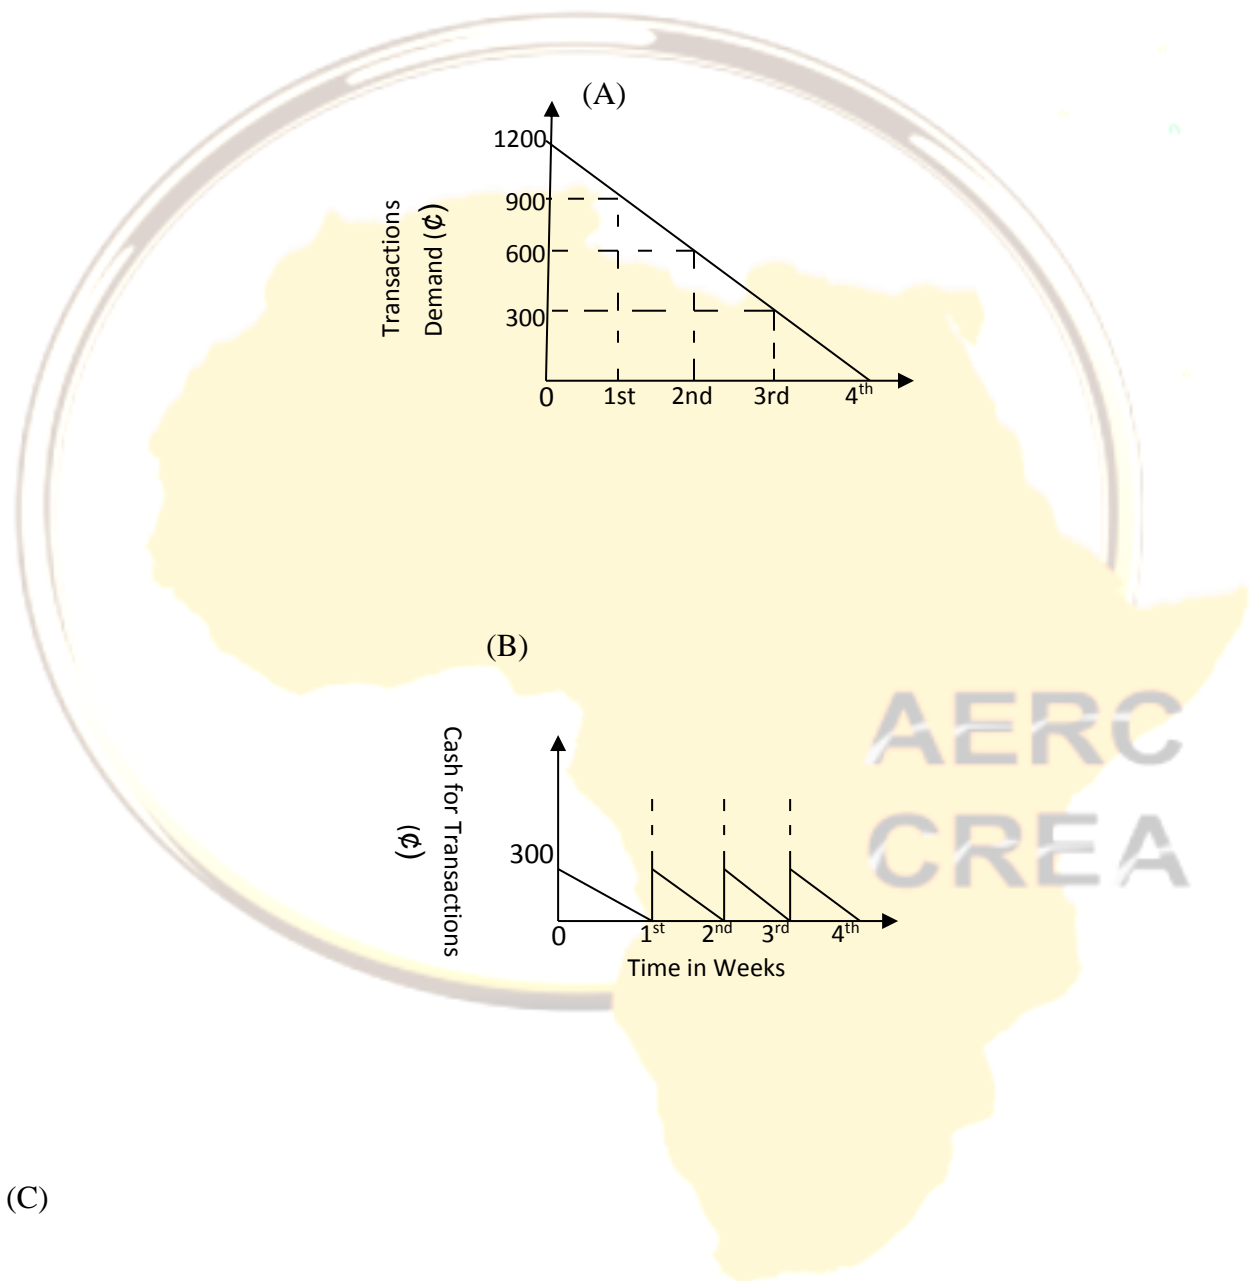 (A)
1200
900
600
300
Transactions
Demand (₵)
0 1st 2nd 3rd 4th
(B)
Cash for Transactions
(₵)
300
0 1st 2nd 3rd 4th
Time in Weeks
AERC
CREA
(C)